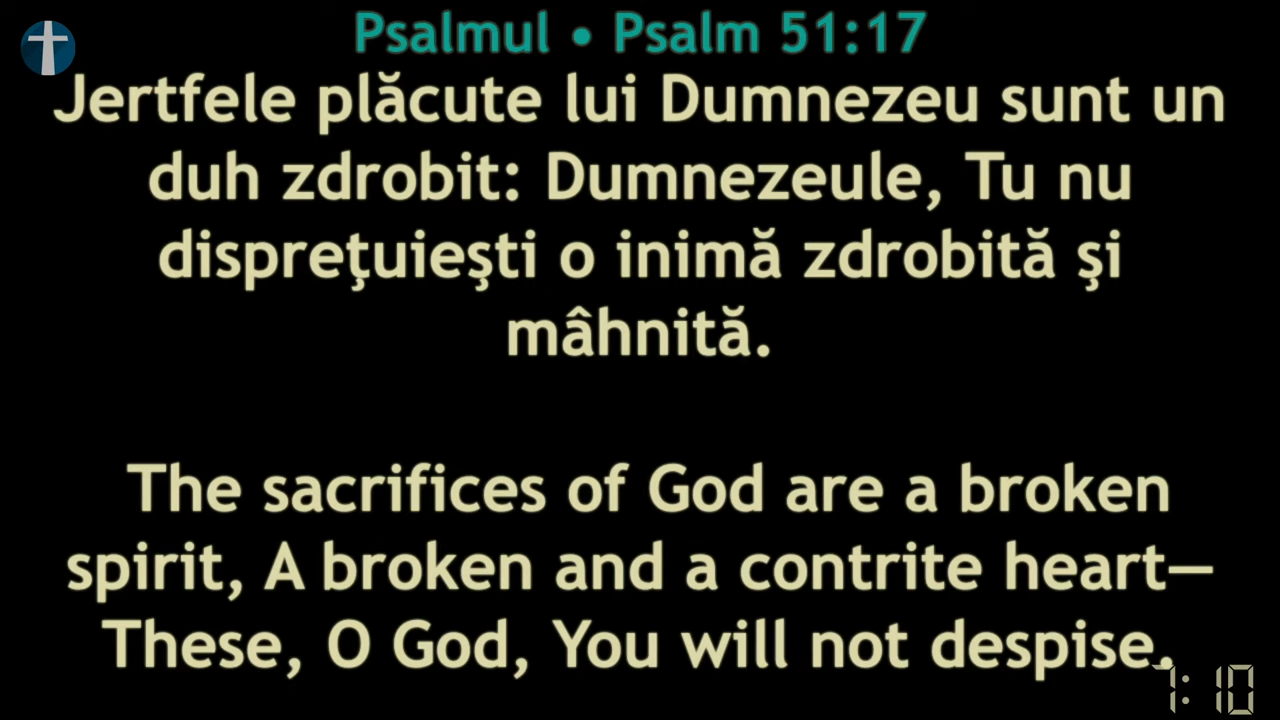 Psalmul • Psalm 51:17
Jertfele plăcute lui Dumnezeu sunt un
duh zdrobit: Dumnezeule, Tu nu
dispreţuieşti o inimă zdrobită şi
mâhnită.
The sacrifices of God are a broken
spirit, A broken and a contrite heart—
These, O God, You will not despise.
7:10